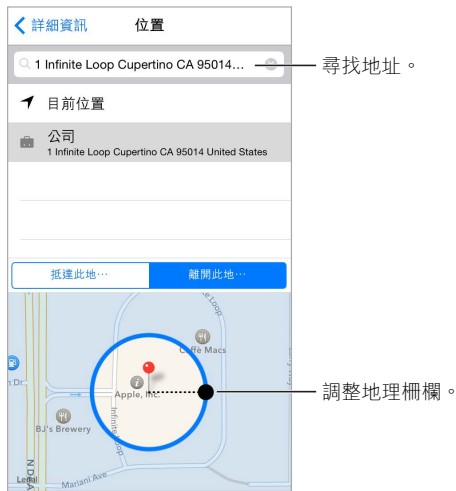 詳細資訊
位置
1 Infinite Loop Cupertino CA 95014…
尋找地址。
目前位置
公司
1 Infinite Loop Cupertino CA 95014 United States
抵達此地…
離開此地…
Loop
Caffè Macs
n Dr
Apple, Inc.
調整地理柵欄。
BJ's Brewery
Infinite Loop
N D
Legal
Mariani Ave